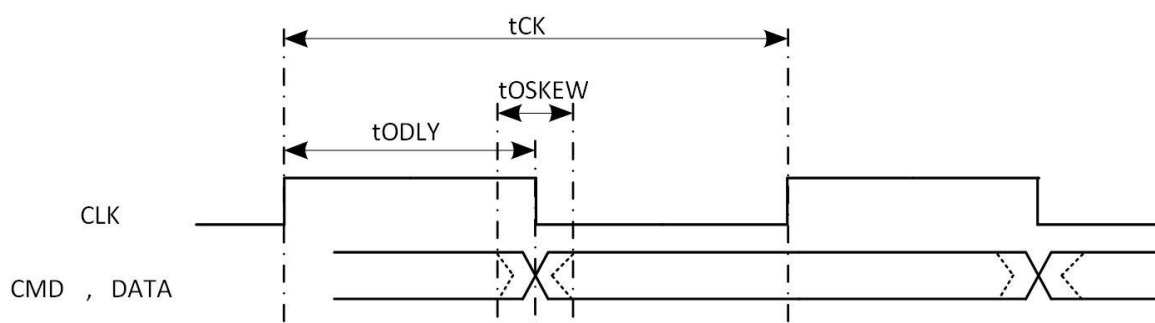 tCK
tOSKEW
tODLY
CLK
CMD , DATA